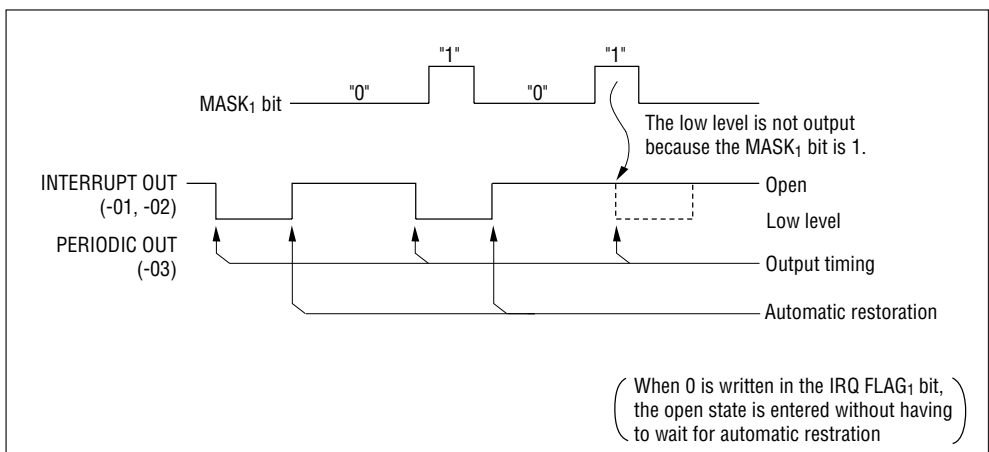 "1"
"1"
"0"
"0"
MASK₁ bit
The low level is not output
because the MASK₁ bit is 1.
INTERRUPT OUT
(-01, -02)
Open
Low level
PERIODIC OUT
(-03)
Output timing
Automatic restoration
When 0 is written in the IRQ FLAG₁ bit,
the open state is entered without having
to wait for automatic restration